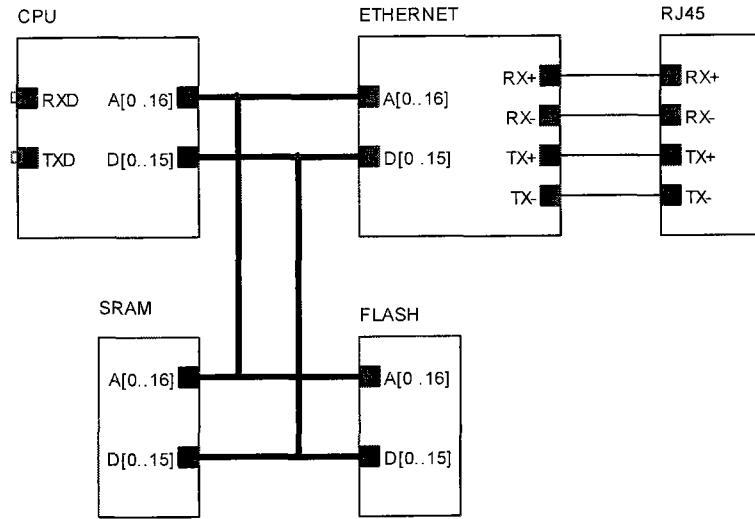 CPU
ETHERNET
RJ45
RXD
A[0 .16]
A[0..16]
RX+
RX+
RX-
RX-
TXD
D[0..15]
D[0 .15]
TX+
TX+
TX-
TX-
SRAM
FLASH
A[0..16]
A[0 .16]
D[0..15]
D[0..15]